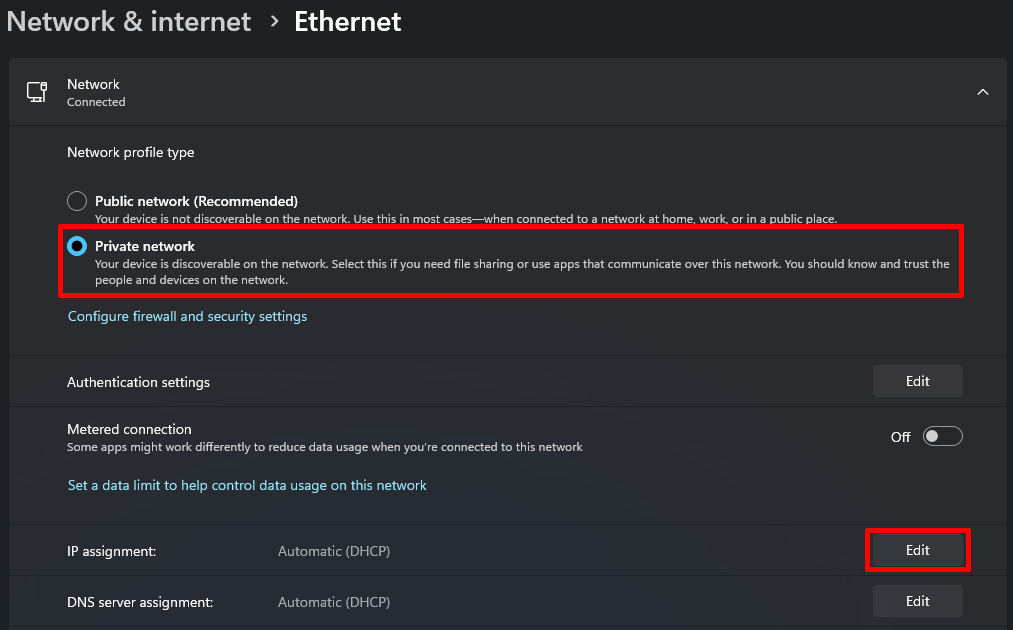 Network & internet > Ethernet
Network
Connected
Network profile type
Public network (Recommended)
Your device is not discoverable on the network. Use this in most cases—when connected to a network at home, work, or in a public place.
Private network
Your device is discoverable on the network. Select this if you need file sharing or use apps that communicate over this network. You should know and trust the
people and devices on the network.
Configure firewall and security settings
Authentication settings Edit
Metered connection
Some apps might work differently to reduce data usage when you're connected to this network
Off
Set a data limit to help control data usage on this network
IP assignment: Automatic (DHCP) Edit
DNS server assignment: Automatic (DHCP) Edit